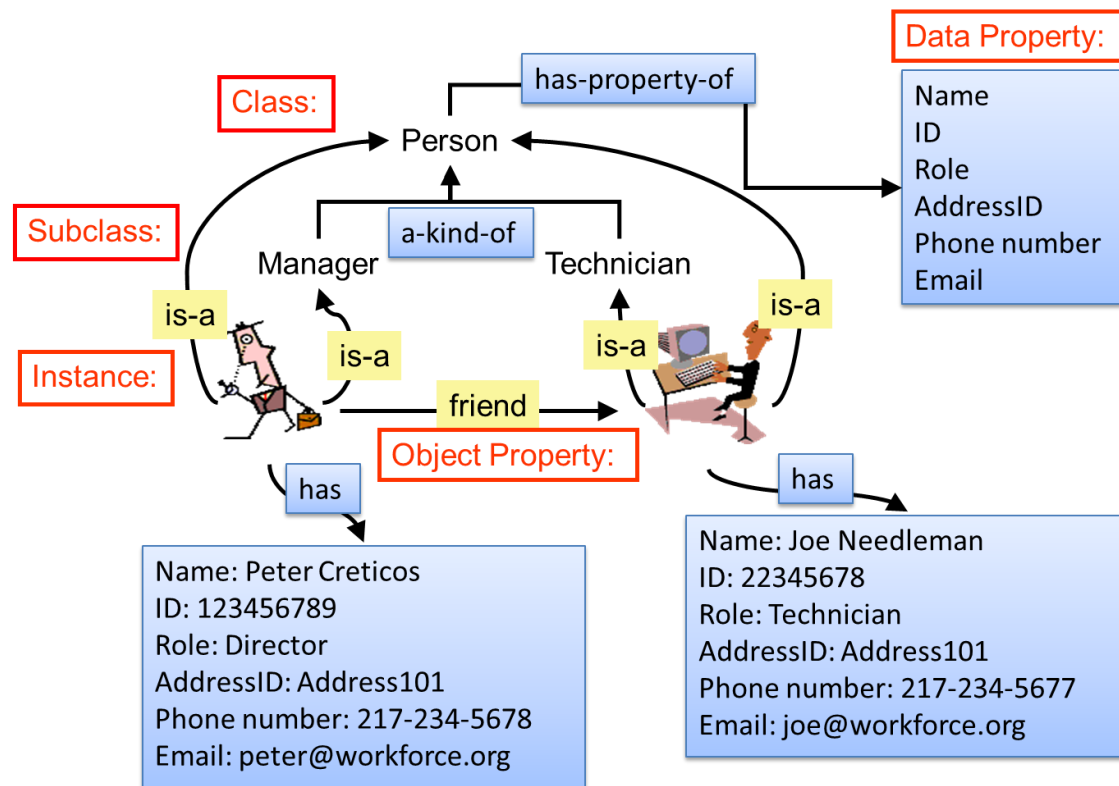 Data Property:
has-property-of
Class:
Name
ID
Role
AddressID
Phone number
Email
Person
Subclass:
a-kind-of
Manager
Technician
is-a
is-a
is-a
is-a
Instance:
friend
Object Property:
has
has
Name: Peter Creticos
ID: 123456789
Role: Director
AddressID: Address101
Phone number: 217-234-5678
Email: peter@workforce.org
Name: Joe Needleman
ID: 22345678
Role: Technician
AddressID: Address101
Phone number: 217-234-5677
Email: joe@workforce.org